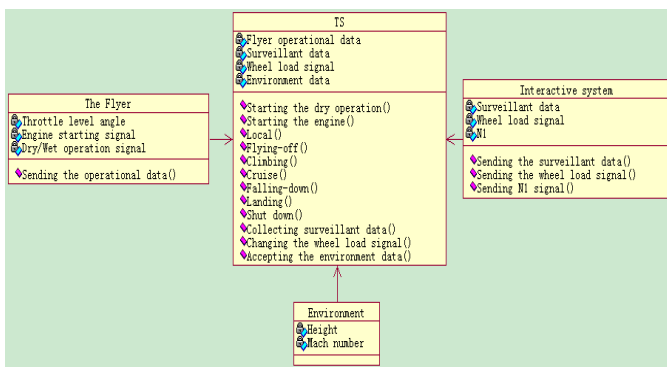 TS
Flyer operational data
Surveillant data
Wheel load signal
Environment data
Starting the dry operation()
Starting the engine()
Local()
Flying-off()
Climbing()
Cruise()
Falling-down()
Landing()
Shut down()
Collecting surveillant data()
Changing the wheel load signal()
Accepting the environment data()
The Flyer
Throttle level angle
Engine starting signal
Dry/Wet operation signal
Sending the operational data()
Interactive system
Surveillant data
Wheel load signal
N1
Sending the surveillant data()
Sending the wheel load signal()
Sending N1 signal()
Environment
Height
Mach number